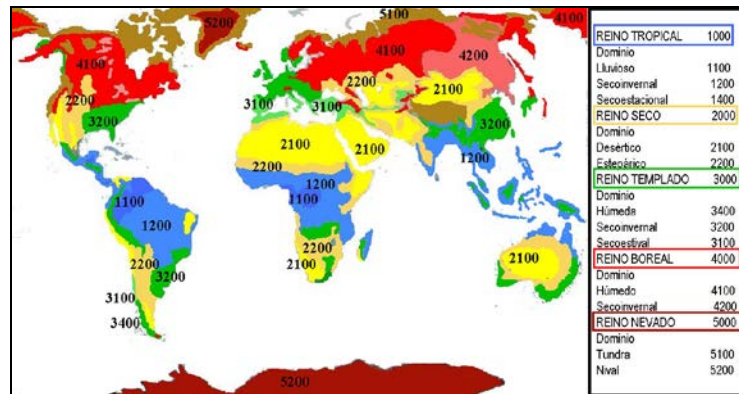 5200
5100
4100
4100
4100
4200
2200
2200
2100
3200
3100
3100
3200
2100
2100
1200
2200
1200
1100
1100
1200
2200
2200
2100
2100
3200
3100
3400
5200
REINO TROPICAL 1000
Dominio
Lluvioso 1100
Secoinvernal 1200
Secoestacional 1400
REINO SECO 2000
Dominio
Desértico 2100
Estepárico 2200
REINO TEMPLADO 3000
Dominio
Húmeda 3400
Secoinvernal 3200
Secoestival 3100
REINO BOREAL 4000
Dominio
Húmedo 4100
Secoinvernal 4200
REINO NEVADO 5000
Dominio
Tundra 5100
Nival 5200